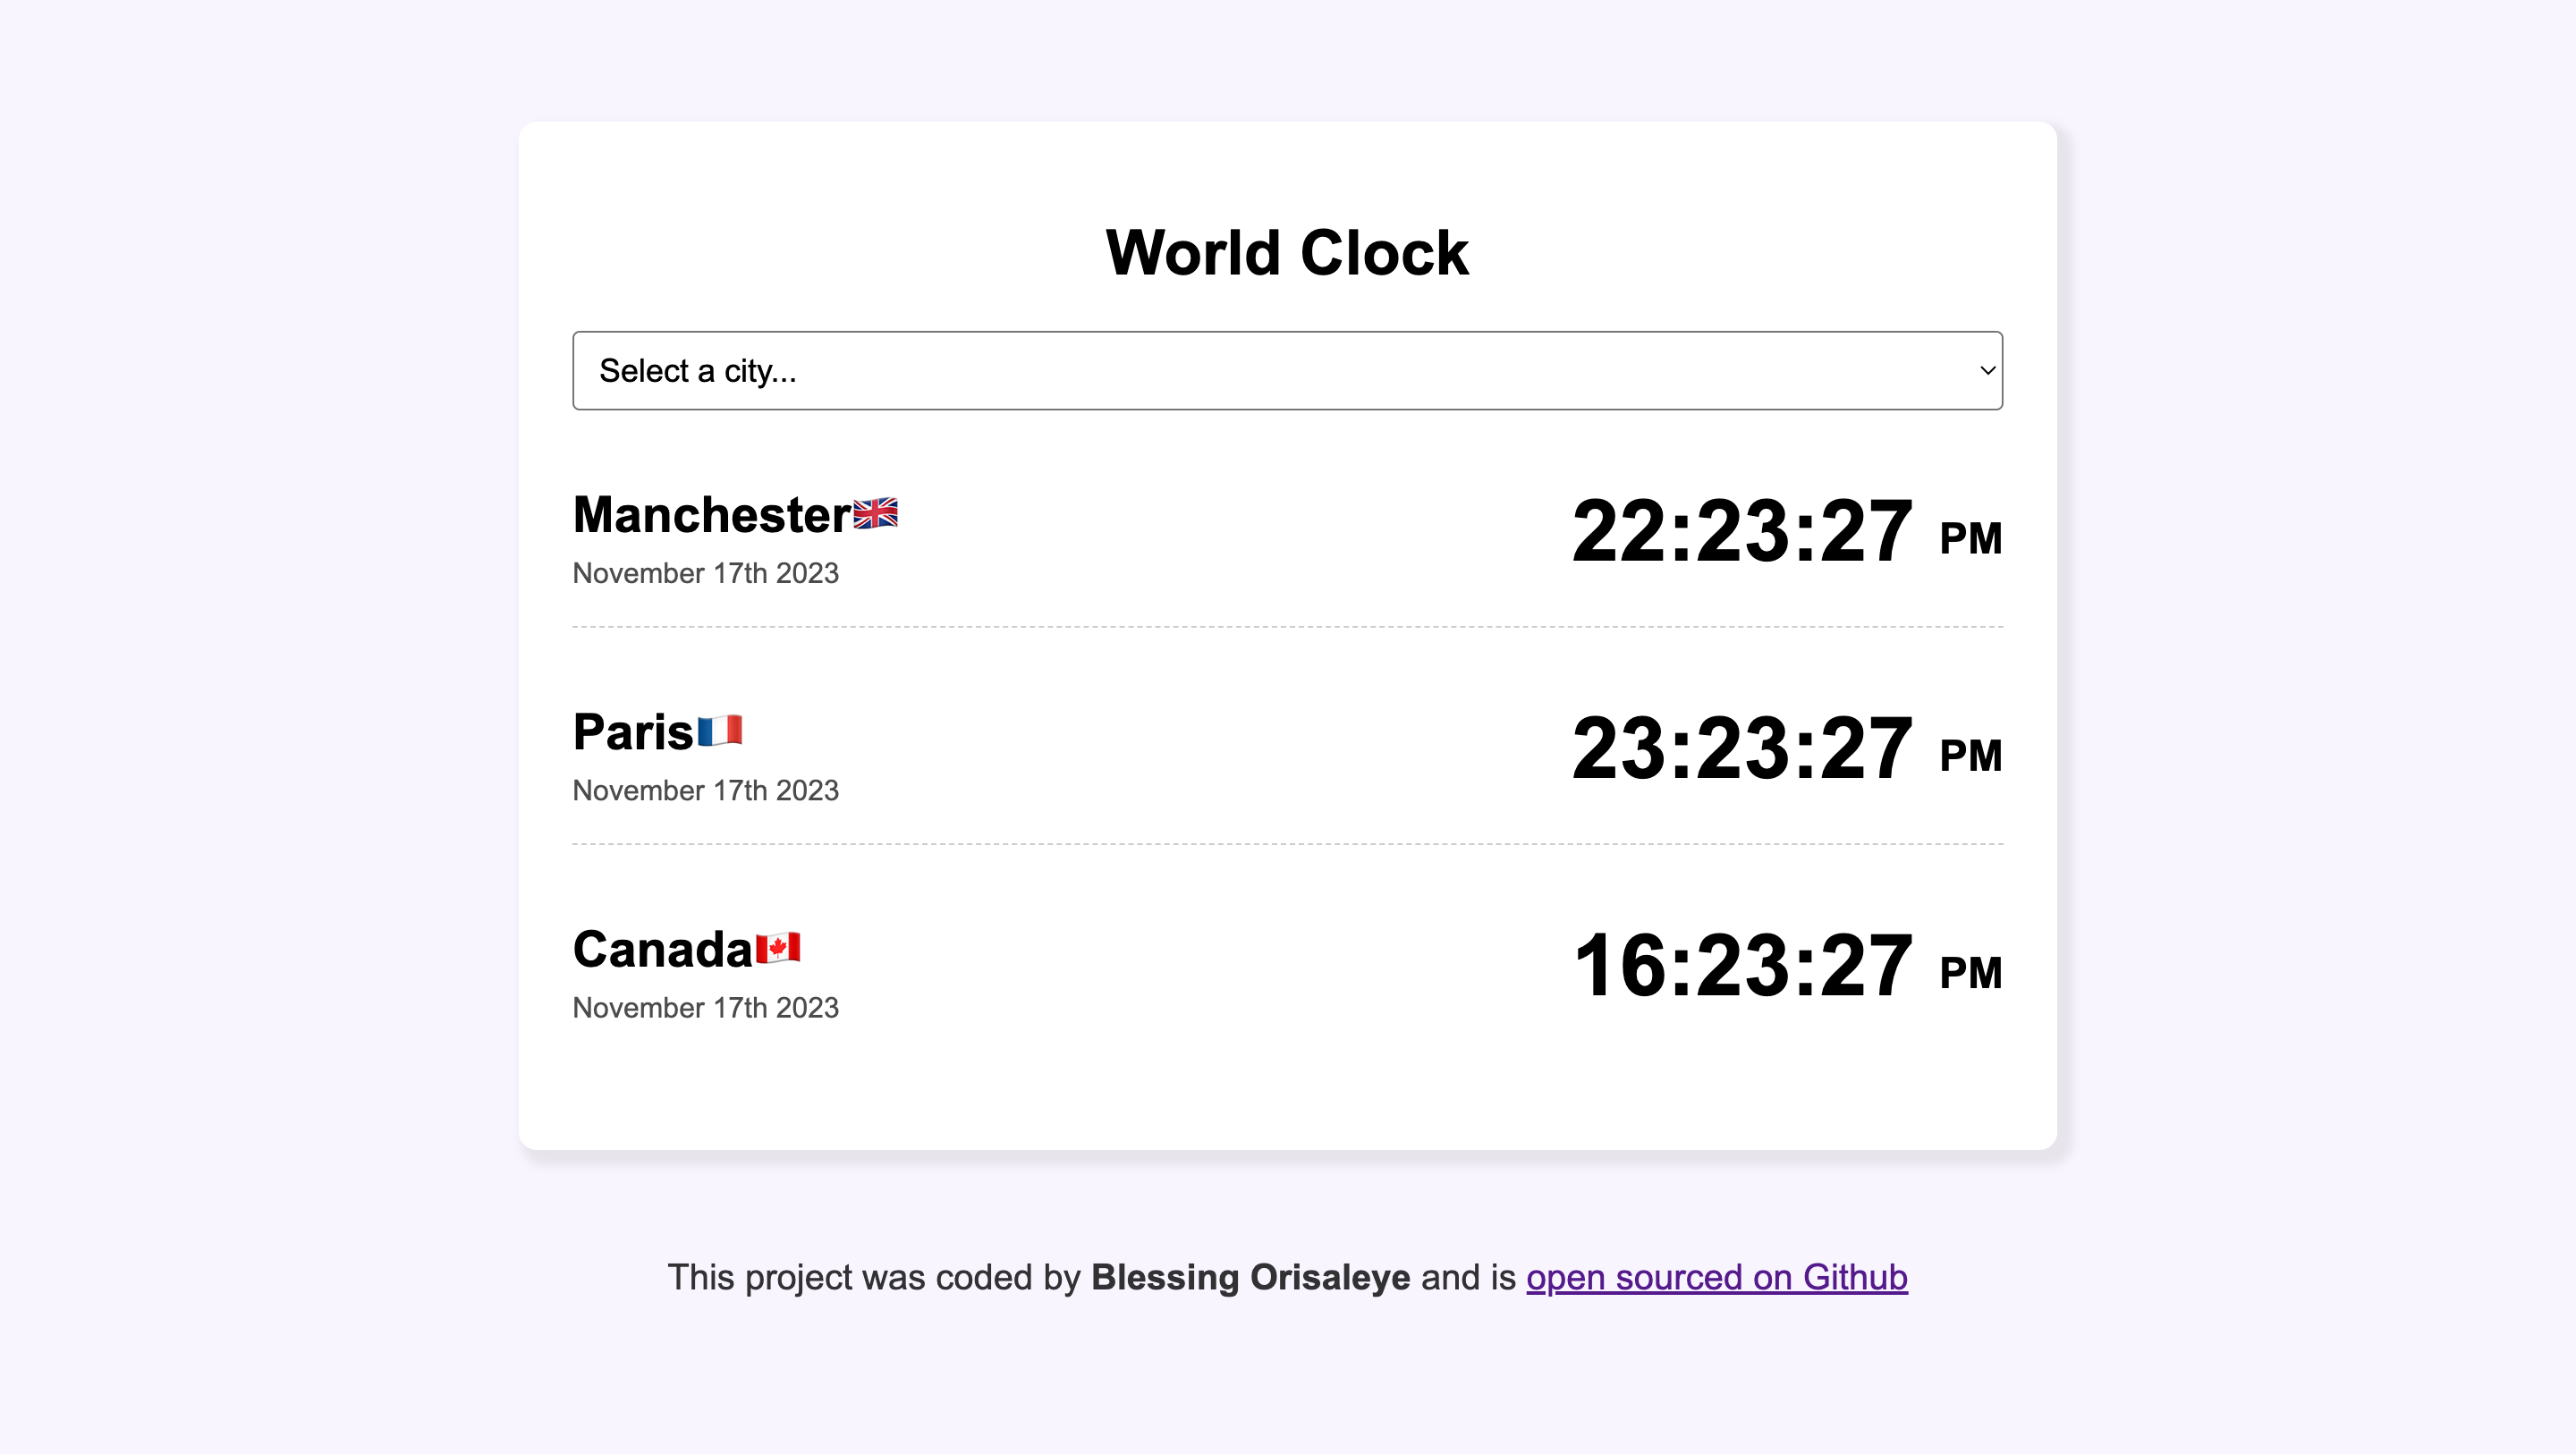 World Clock
Select a city...
Manchester🇬🇧
22:23:27 PM
November 17th 2023
Paris🇫🇷
23:23:27 PM
November 17th 2023
Canada🇨🇦
16:23:27 PM
November 17th 2023
This project was coded by Blessing Orisaleye and is open sourced on Github